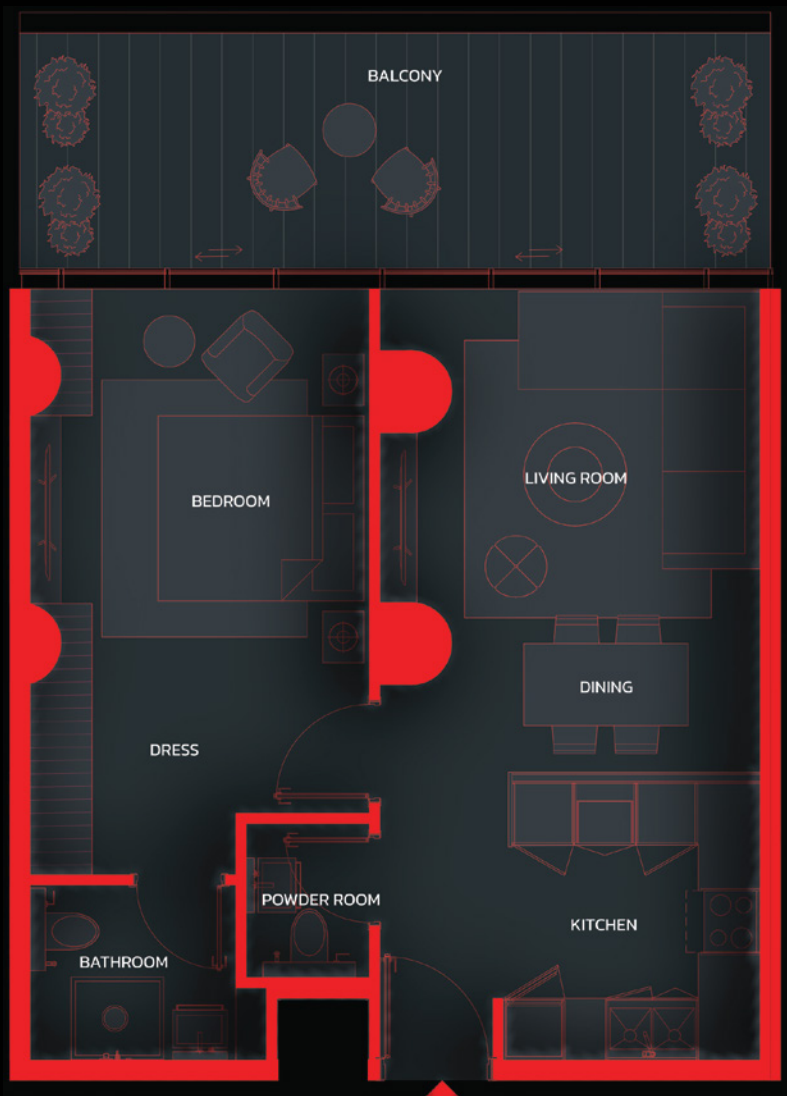 BALCONY
LIVING ROOM
BEDROOM
DINING
DRESS
POWDER ROOM
KITCHEN
BATHROOM